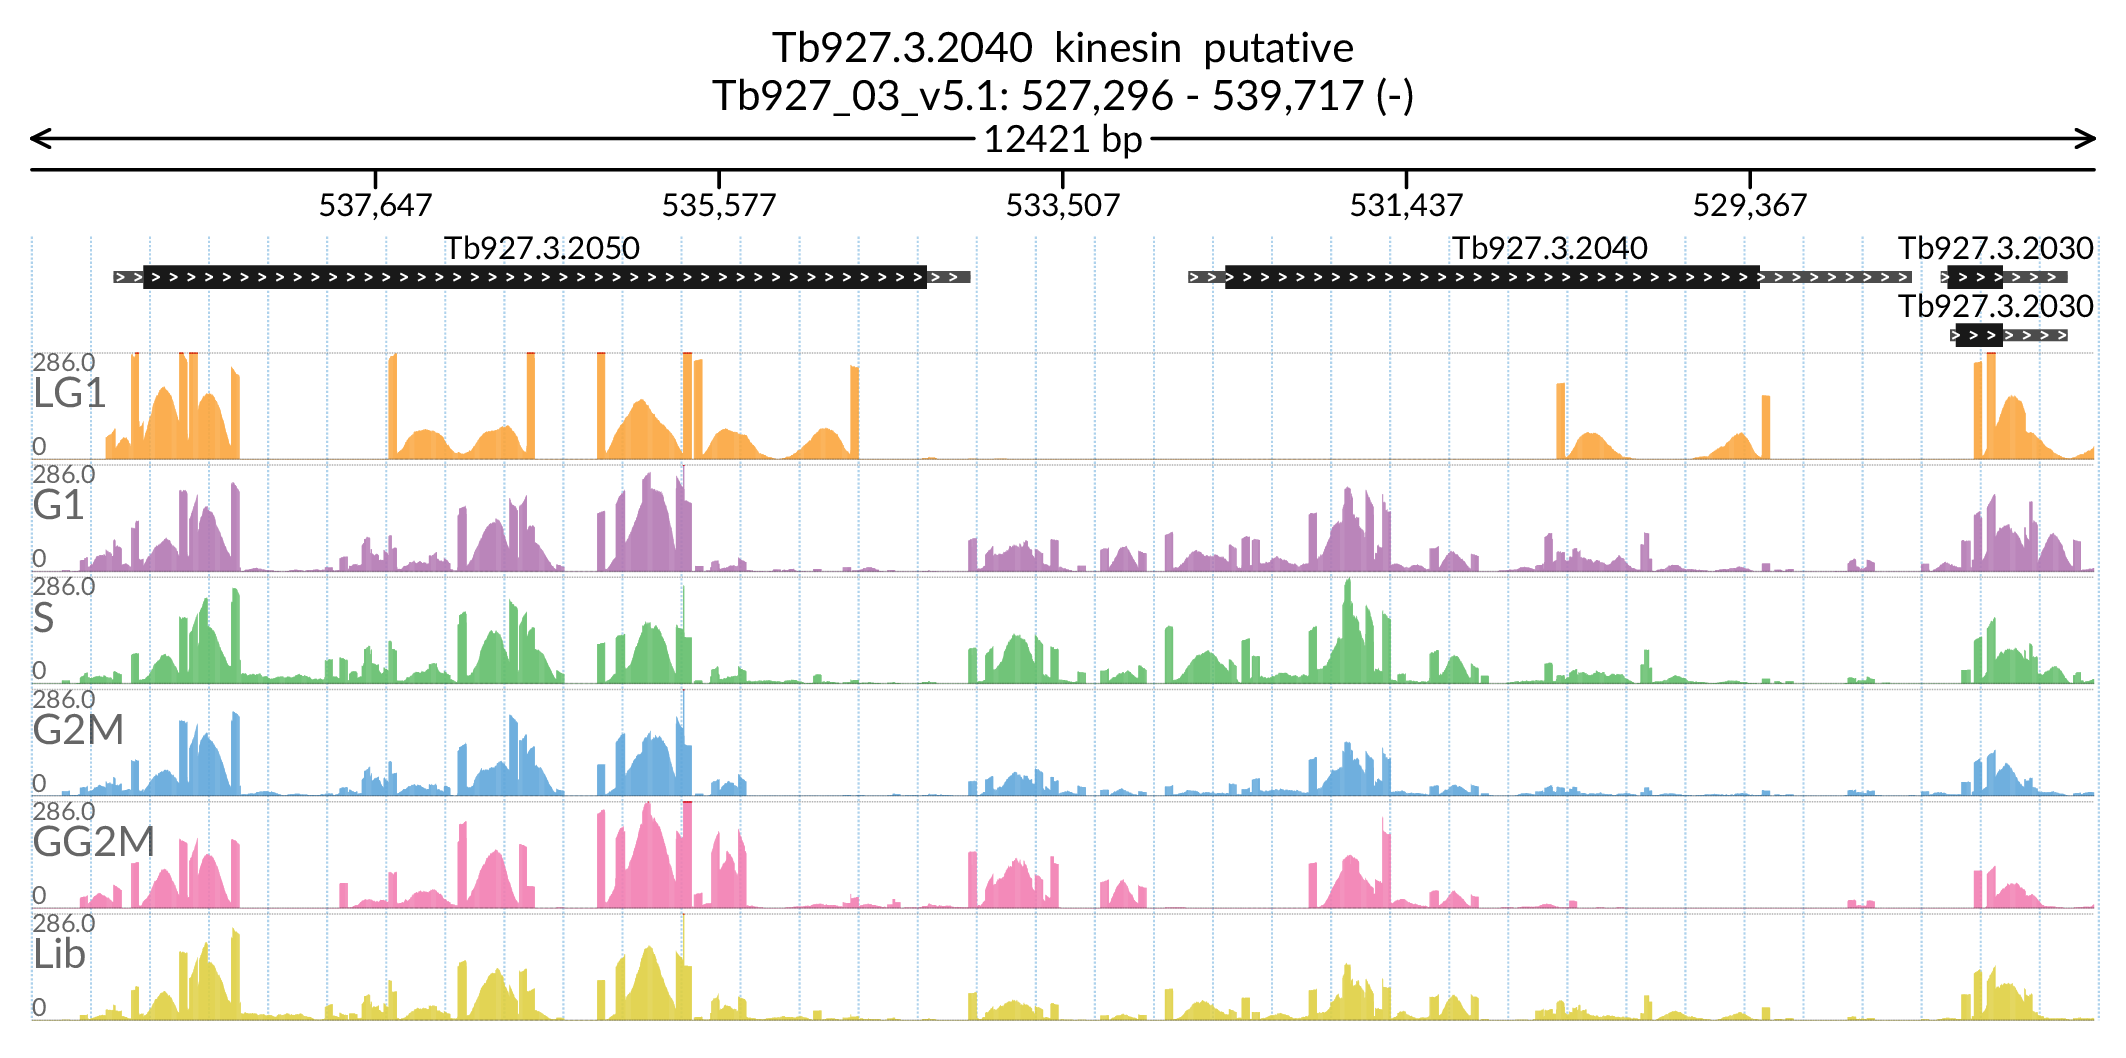 Tb927.3.2040 kinesin putative
Tb927_03_v5.1: 527,296 - 539,717 (-)
12421 bp
537,647 535,577 533,507 531,437 529,367
Tb927.3.2050 Tb927.3.2040 Tb927.3.2030
Tb927.3.2030
286.0
LG1
0
286.0
G1
0
286.0
S
0
286.0
G2M
0
286.0
GG2M
0
286.0
Lib
0